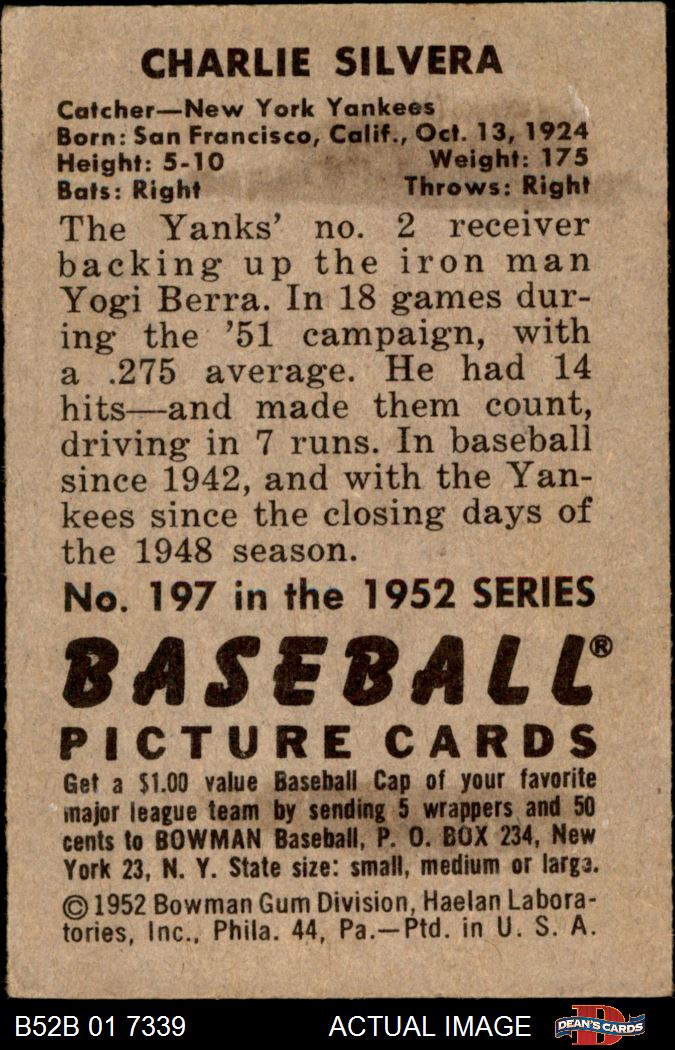 CHARLIE SILVERA
Catcher—New York Yankees
Born: San Francisco, Calif., Oct. 13, 1924
Height: 5-10 Weight: 175
Bats: Right Throws: Right
The Yanks' no. 2 receiver
backing up the iron man
Yogi Berra. In 18 games dur-
ing the '51 campaign, with
a .275 average. He had 14
hits—and made them count,
driving in 7 runs. In baseball
since 1942, and with the Yan-
kees since the closing days of
the 1948 season.
No. 197 in the 1952 SERIES
BASEBALL®
PICTURE CARDS
Get a $1.00 value Baseball Cap of your favorite
major league team by sending 5 wrappers and 50
cents to BOWMAN Baseball, P. O. BOX 234, New
York 23, N. Y. State size: small, medium or large.
©1952 Bowman Gum Division, Haelan Labora-
tories, Inc., Phila. 44, Pa.—Ptd. in U. S. A.
B52B 01 7339 ACTUAL IMAGE D DEAN'S CARDS